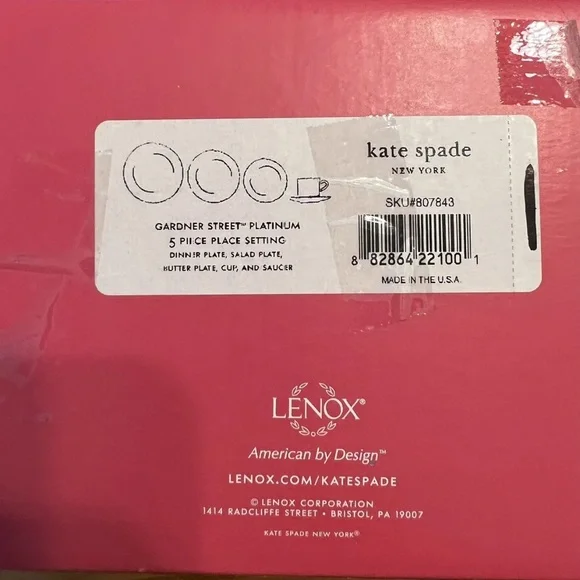 kate spade
NEW YORK
SKU#807843
GARDNER STREET™ PLATINUM
5 PIECE PLACE SETTING
DINNER PLATE, SALAD PLATE,
BUTTER PLATE, CUP, AND SAUCER
8 82864 22100 1
MADE IN THE U.S.A.
LENOX®
American by Design™
LENOX.COM/KATESPADE
© LENOX CORPORATION
1414 RADCLIFFE STREET • BRISTOL, PA 19007
KATE SPADE NEW YORK®